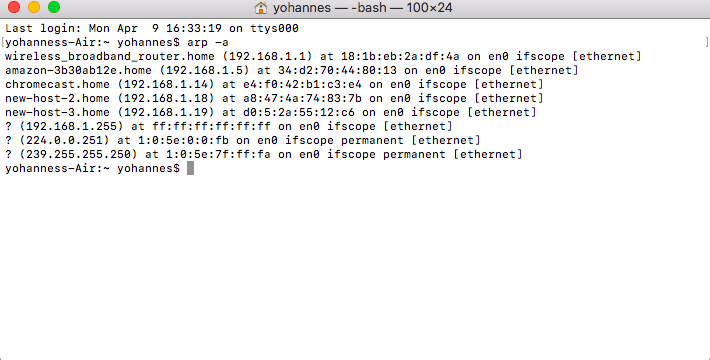 yohannes — -bash — 100×24
Last login: Mon Apr  9 16:33:19 on ttys000
[yohanness-Air:~ yohannes$ arp -a ]
wireless_broadband_router.home (192.168.1.1) at 18:1b:eb:2a:df:4a on en0 ifscope [ethernet]
amazon-3b30ab12e.home (192.168.1.5) at 34:d2:70:44:80:13 on en0 ifscope [ethernet]
chromecast.home (192.168.1.14) at e4:f0:42:b1:c3:e4 on en0 ifscope [ethernet]
new-host-2.home (192.168.1.18) at a8:47:4a:74:83:7b on en0 ifscope [ethernet]
new-host-3.home (192.168.1.19) at d0:5:2a:55:12:c6 on en0 ifscope [ethernet]
? (192.168.1.255) at ff:ff:ff:ff:ff:ff on en0 ifscope [ethernet]
? (224.0.0.251) at 1:0:5e:0:0:fb on en0 ifscope permanent [ethernet]
? (239.255.255.250) at 1:0:5e:7f:ff:fa on en0 ifscope permanent [ethernet]
yohanness-Air:~ yohannes$